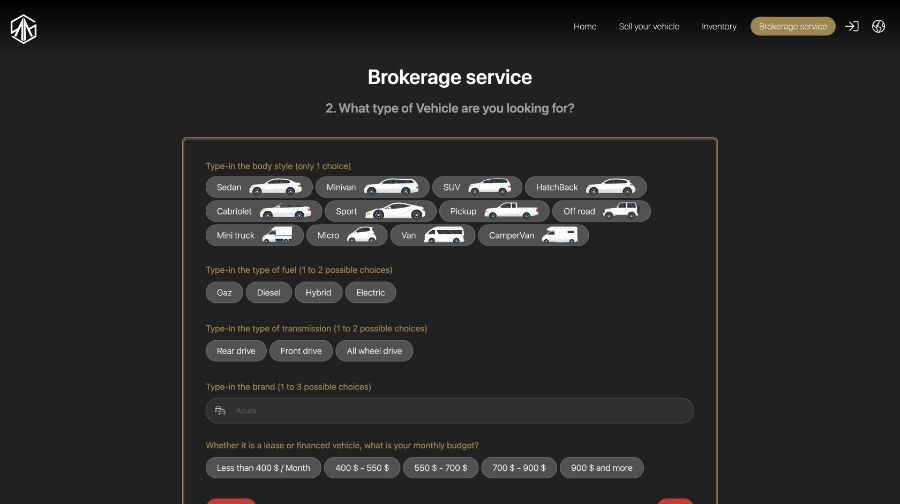 Home Sell your vehicle Inventory Brokerage service
Brokerage service
2. What type of Vehicle are you looking for?
Type-in the body style (only 1 choice)
Sedan Minivan SUV HatchBack
Cabriolet Sport Pickup Off road
Mini truck Micro Van CamperVan
Type-in the type of fuel (1 to 2 possible choices)
Gaz Diesel Hybrid Electric
Type-in the type of transmission (1 to 2 possible choices)
Rear drive Front drive All wheel drive
Type-in the brand (1 to 3 possible choices)
Acura
Whether it is a lease or financed vehicle, what is your monthly budget?
Less than 400 $ / Month 400 $ - 550 $ 550 $ - 700 $ 700 $ - 900 $ 900 $ and more